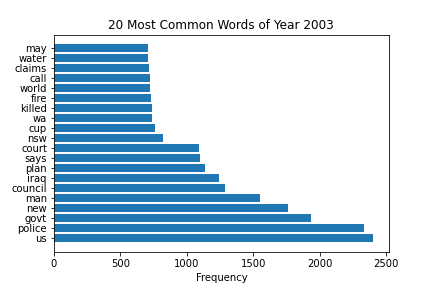 20 Most Common Words of Year 2003
may
water
claims
call
world
fire
killed
wa
cup
nsw
court
says
plan
iraq
council
man
new
govt
police
us
0 500 1000 1500 2000 2500
Frequency